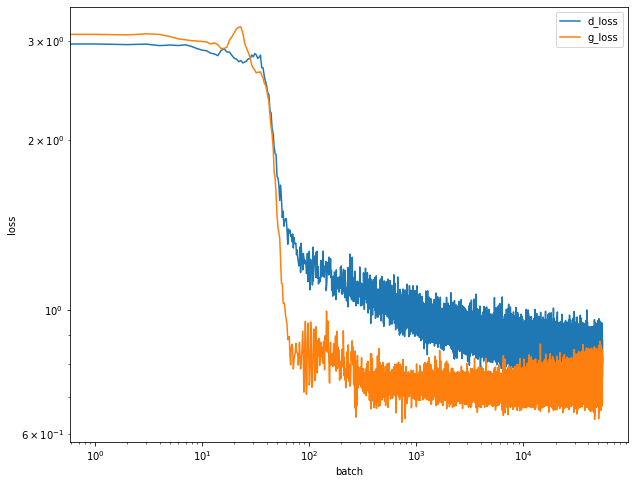 d_loss
g_loss
3 × 10⁰
2 × 10⁰
10⁰
6 × 10⁻¹
loss
10⁰
10¹
10²
10³
10⁴
batch